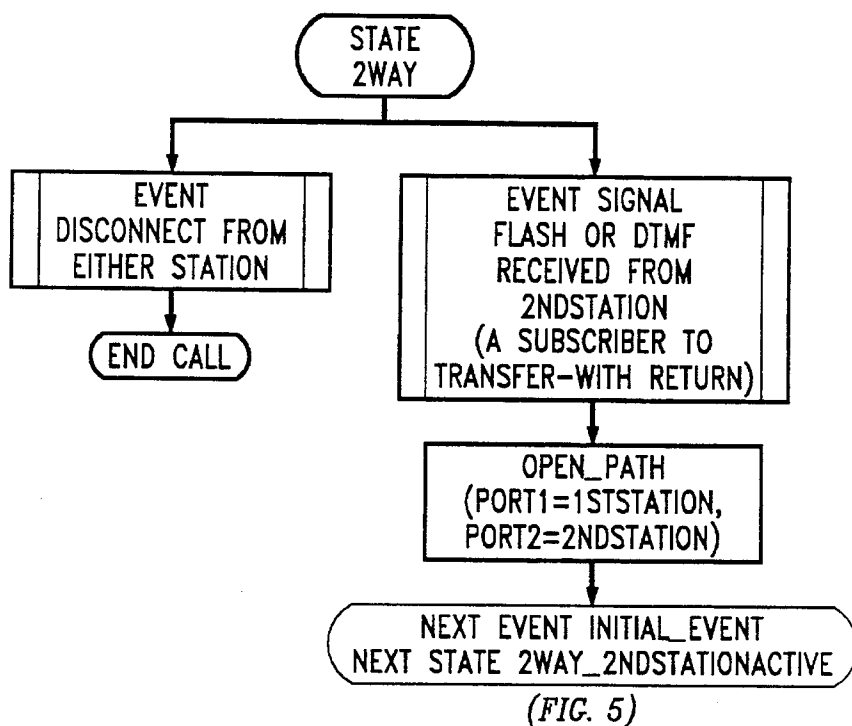 STATE
2WAY
EVENT
DISCONNECT FROM
EITHER STATION
END CALL
EVENT SIGNAL
FLASH OR DTMF
RECEIVED FROM
2NDSTATION
(A SUBSCRIBER TO
TRANSFER-WITH RETURN)
OPEN_PATH
(PORT1=1STSTATION,
PORT2=2NDSTATION)
NEXT EVENT INITIAL_EVENT
NEXT STATE 2WAY_2NDSTATIONACTIVE
(FIG. 5)